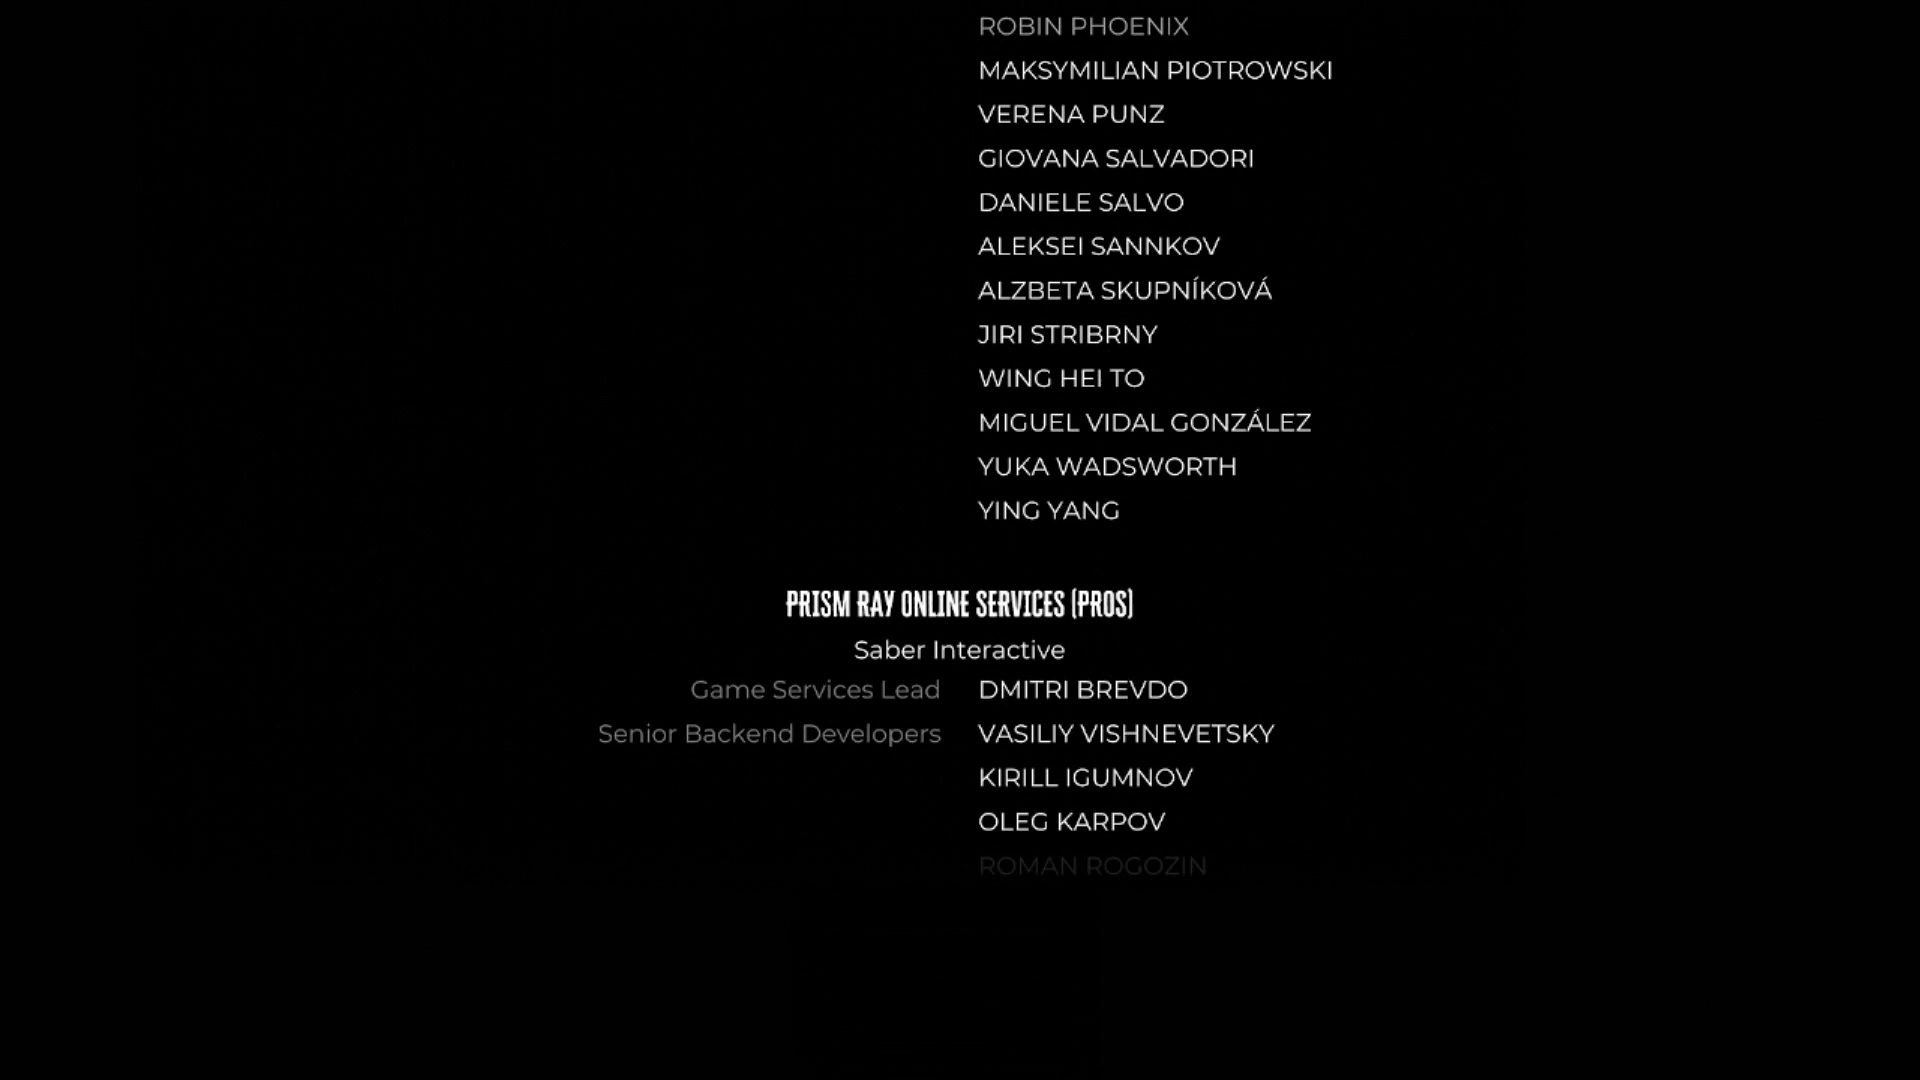 ROBIN PHOENIX
MAKSYMILIAN PIOTROWSKI
VERENA PUNZ
GIOVANA SALVADORI
DANIELE SALVO
ALEKSEI SANNKOV
ALZBETA SKUPNÍKOVÁ
JIRI STRIBRNY
WING HEI TO
MIGUEL VIDAL GONZÁLEZ
YUKA WADSWORTH
YING YANG
PRISM RAY ONLINE SERVICES (PROS)
Saber Interactive
Game Services Lead DMITRI BREVDO
Senior Backend Developers VASILIY VISHNEVETSKY
KIRILL IGUMNOV
OLEG KARPOV
ROMAN ROGOZIN